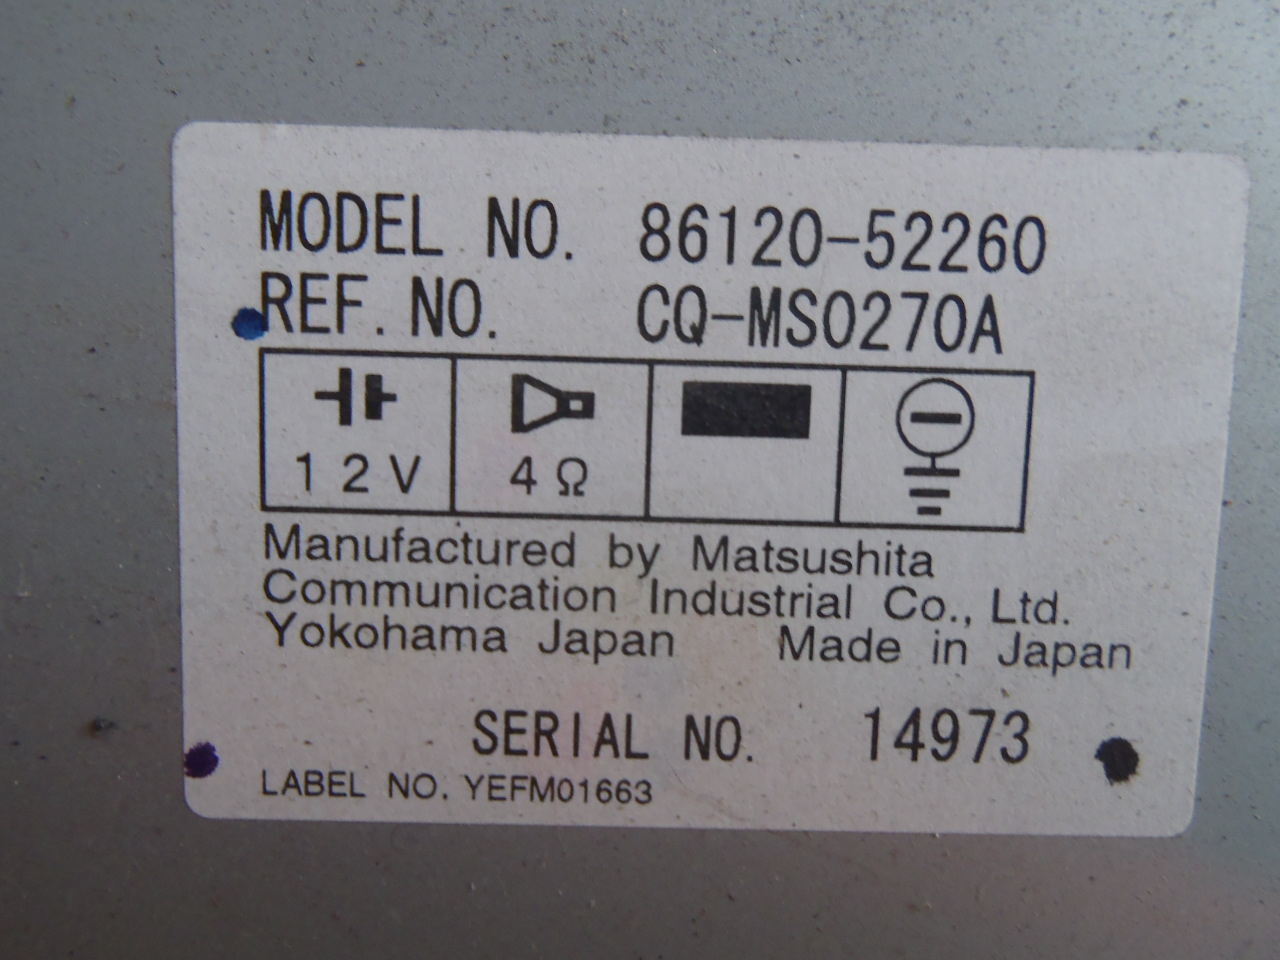 MODEL NO. 86120-52260
REF. NO. CQ-MS0270A
12V 4Ω
Manufactured by Matsushita
Communication Industrial Co., Ltd.
Yokohama Japan Made in Japan
SERIAL NO. 14973
LABEL NO. YEFM01663